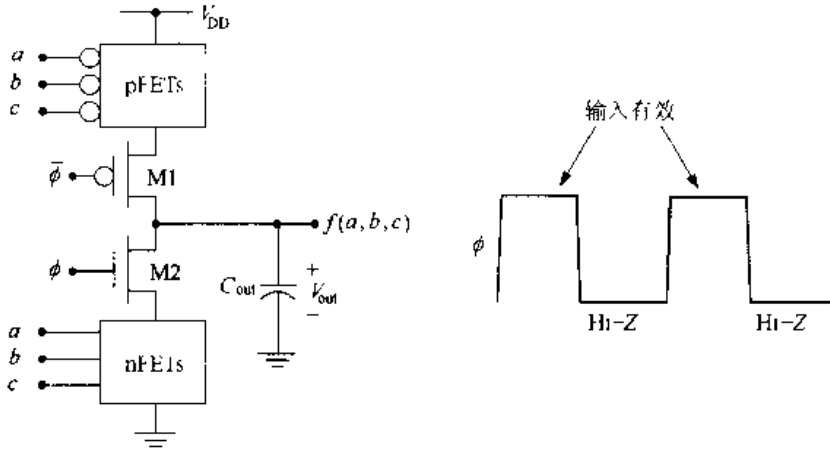 V_DD
a
b
c
pFETs
ϕ̄
M1
f(a,b,c)
ϕ
M2
C_out
+
V_out
−
a
b
c
nFETs
输入有效
ϕ
Hi-Z
Hi-Z